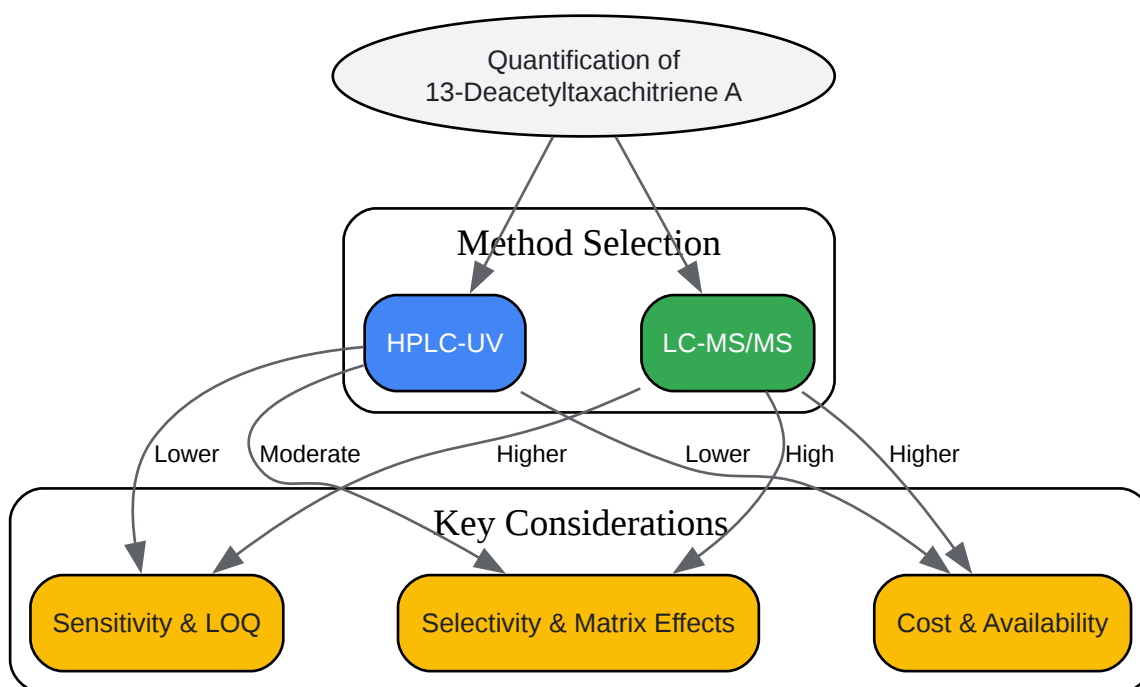 Quantification of
13-Deacetyltaxachitriene A
Method Selection
HPLC-UV
LC-MS/MS
Lower
Moderate
Higher
Lower
High
Higher
Key Considerations
Sensitivity & LOQ
Selectivity & Matrix Effects
Cost & Availability